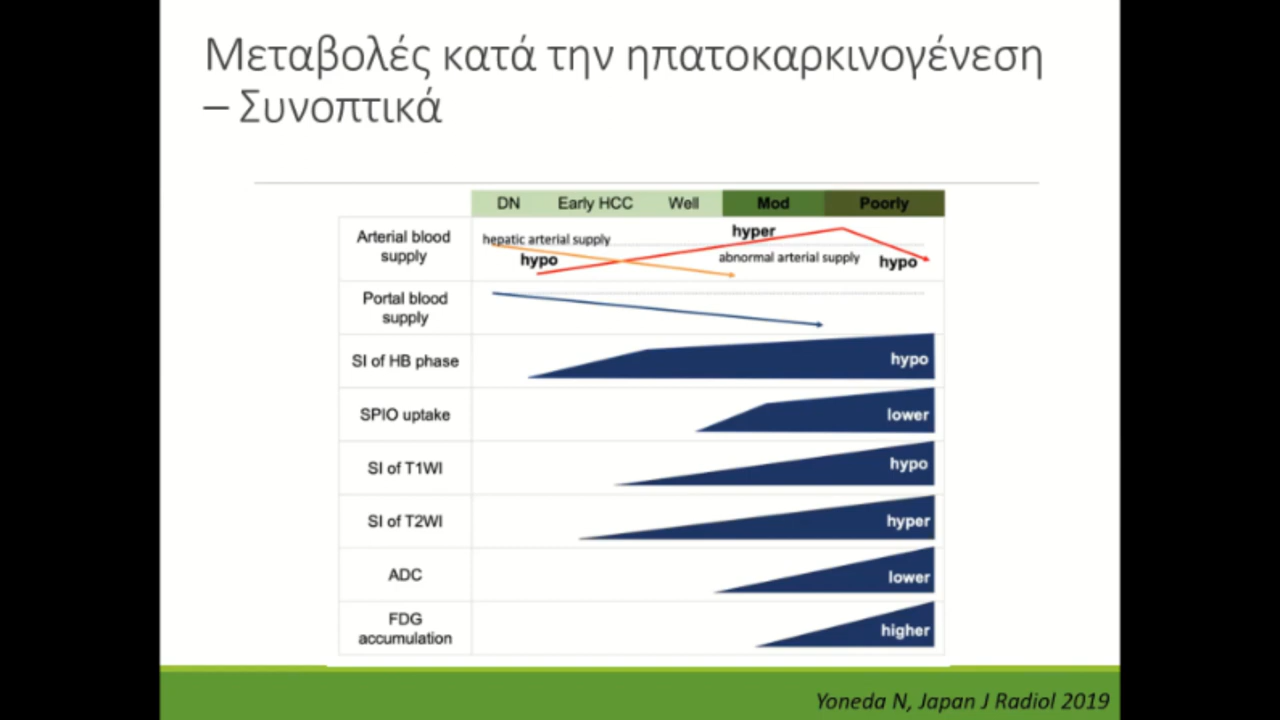 Μεταβολές κατά την ηπατοκαρκινογένεση
– Συνοπτικά
DN Early HCC Well Mod Poorly
Arterial blood
supply
hepatic arterial supply
hypo
hyper
abnormal arterial supply
hypo
Portal blood
supply
SI of HB phase
hypo
SPIO uptake
lower
SI of T1WI
hypo
SI of T2WI
hyper
ADC
lower
FDG
accumulation
higher
Yoneda N, Japan J Radiol 2019